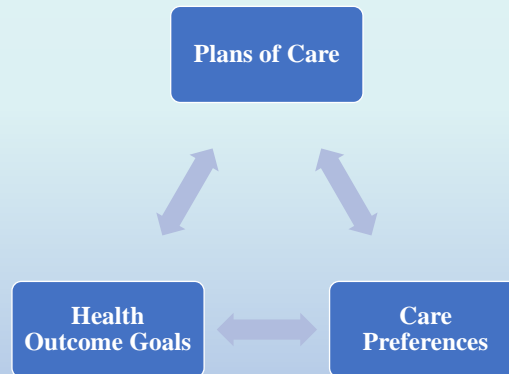 Plans of Care
Health
Outcome Goals
Care
Preferences